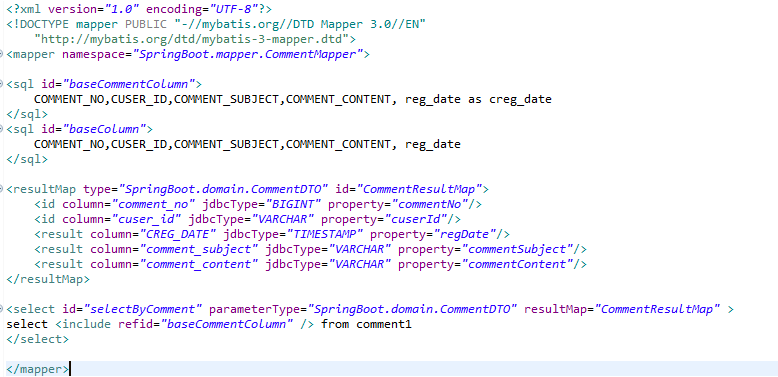 <?xml version="1.0" encoding="UTF-8"?>
<!DOCTYPE mapper PUBLIC "-//mybatis.org//DTD Mapper 3.0//EN"
"http://mybatis.org/dtd/mybatis-3-mapper.dtd">
<mapper namespace="SpringBoot.mapper.CommentMapper">
<sql id="baseCommentColumn">
COMMENT_NO,CUSER_ID,COMMENT_SUBJECT,COMMENT_CONTENT, reg_date as creg_date
</sql>
<sql id="baseColumn">
COMMENT_NO,CUSER_ID,COMMENT_SUBJECT,COMMENT_CONTENT, reg_date
</sql>
<resultMap type="SpringBoot.domain.CommentDTO" id="CommentResultMap">
<id column="comment_no" jdbcType="BIGINT" property="commentNo"/>
<id column="cuser_id" jdbcType="VARCHAR" property="cuserId"/>
<result column="CREG_DATE" jdbcType="TIMESTAMP" property="regDate"/>
<result column="comment_subject" jdbcType="VARCHAR" property="commentSubject"/>
<result column="comment_content" jdbcType="VARCHAR" property="commentContent"/>
</resultMap>
<select id="selectByComment" parameterType="SpringBoot.domain.CommentDTO" resultMap="CommentResultMap" >
select <include refid="baseCommentColumn" /> from comment1
</select>
</mapper>